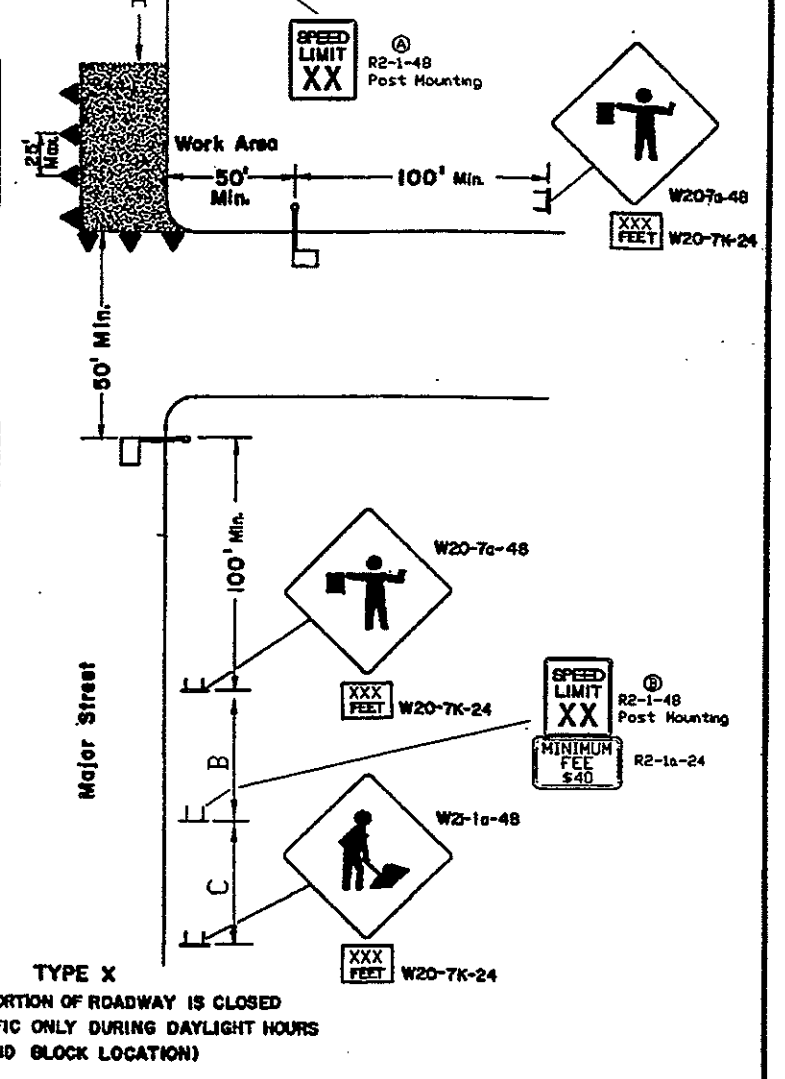 SPEED
LIMIT
XX
Ⓐ
R2-1-48
Post Mounting
Work Area
25'
Max.
50'
Min.
100' Min.
W20-7a-48
XXX
FEET
W20-7K-24
50' Min.
100' Min.
W20-7a-48
XXX
FEET
W20-7K-24
Major Street
B
SPEED
LIMIT
XX
Ⓑ
R2-1-48
Post Mounting
MINIMUM
FEE
$40
R2-1a-24
W21-1a-48
C
XXX
FEET
W20-7K-24
TYPE X
ORTION OF ROADWAY IS CLOSED
FIC ONLY DURING DAYLIGHT HOURS
ID BLOCK LOCATION)